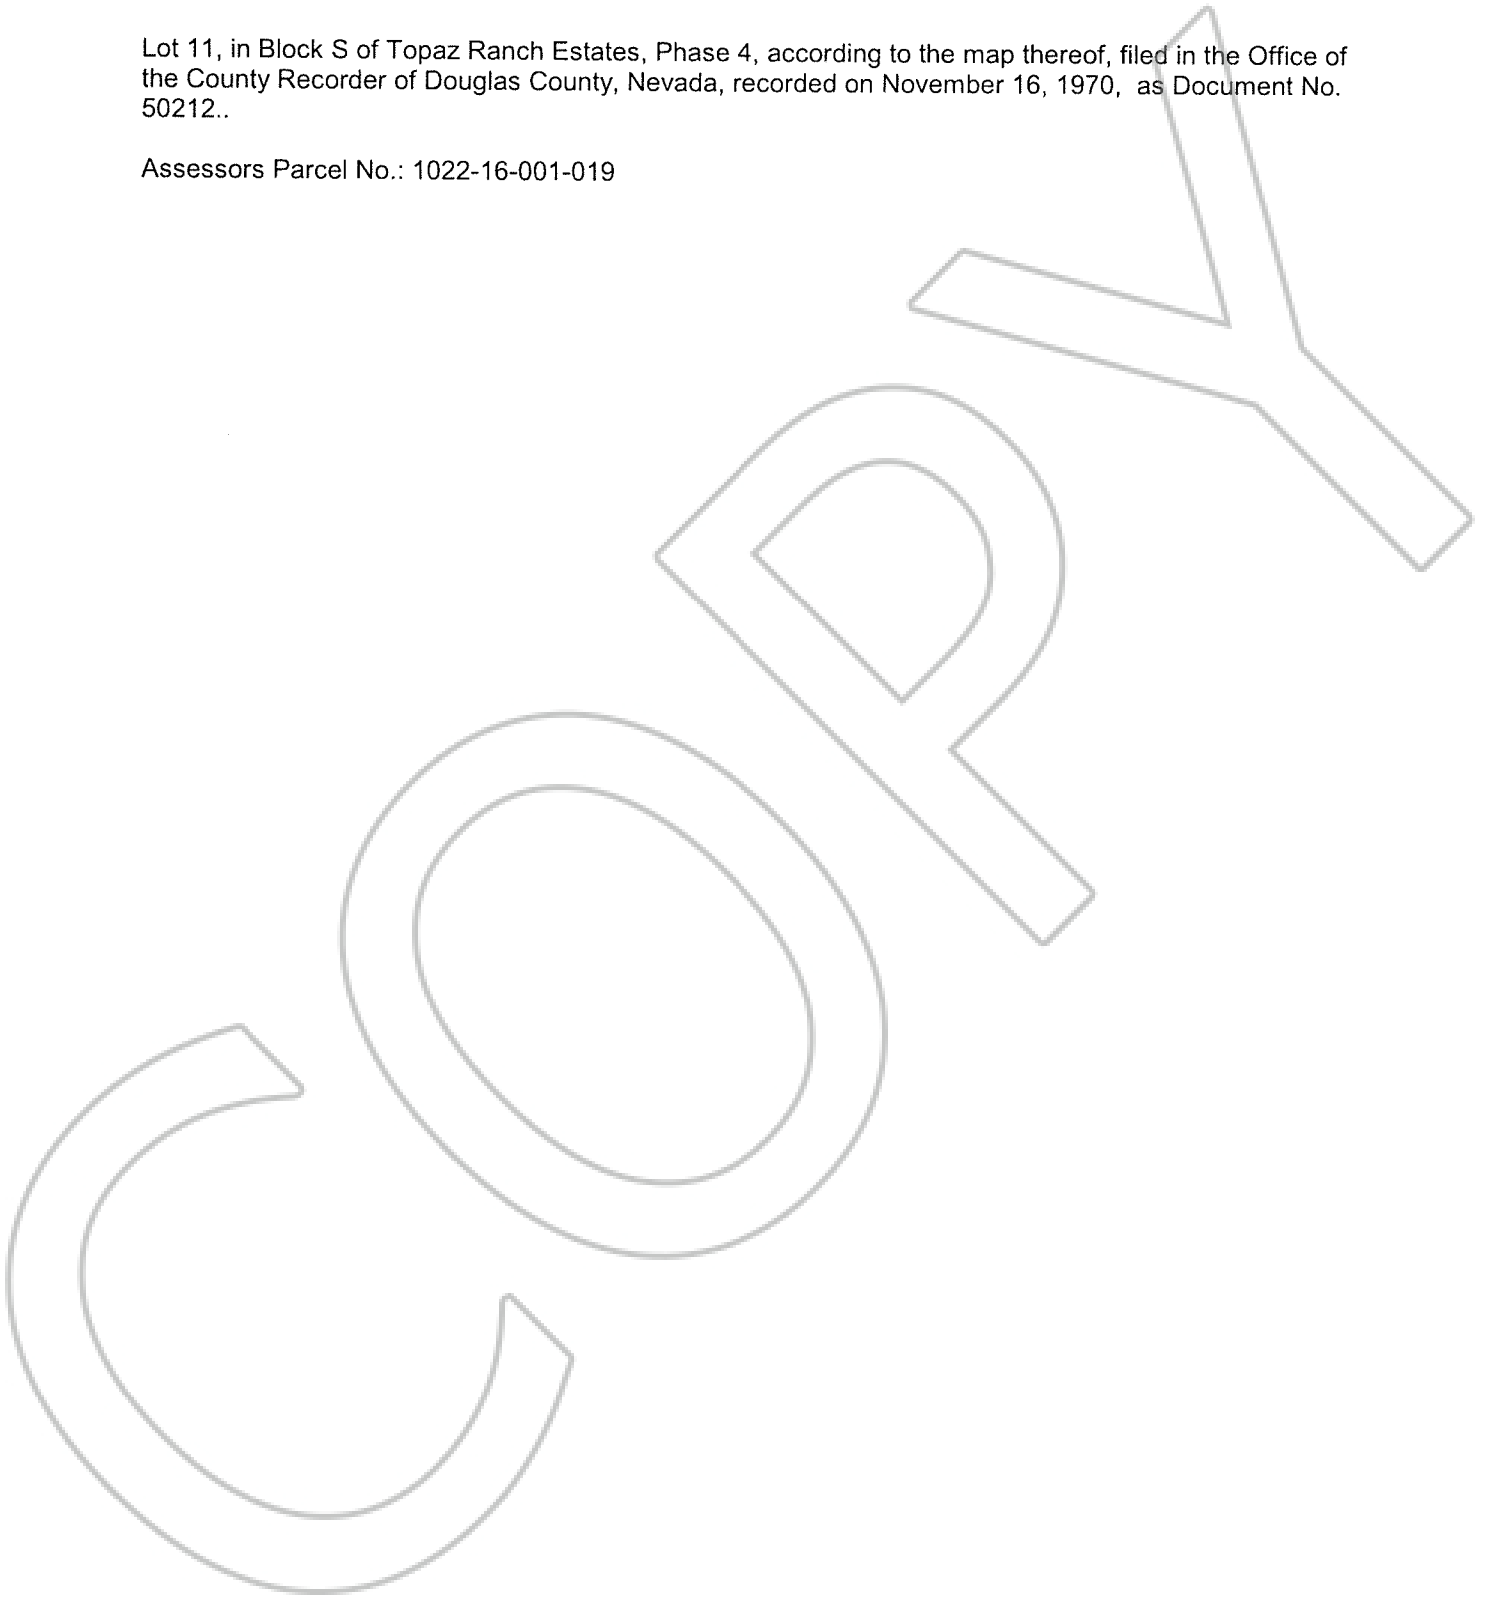 Lot 11, in Block S of Topaz Ranch Estates, Phase 4, according to the map thereof, filed in the Office of
the County Recorder of Douglas County, Nevada, recorded on November 16, 1970,  as Document No.
50212..
Assessors Parcel No.: 1022-16-001-019
COPY